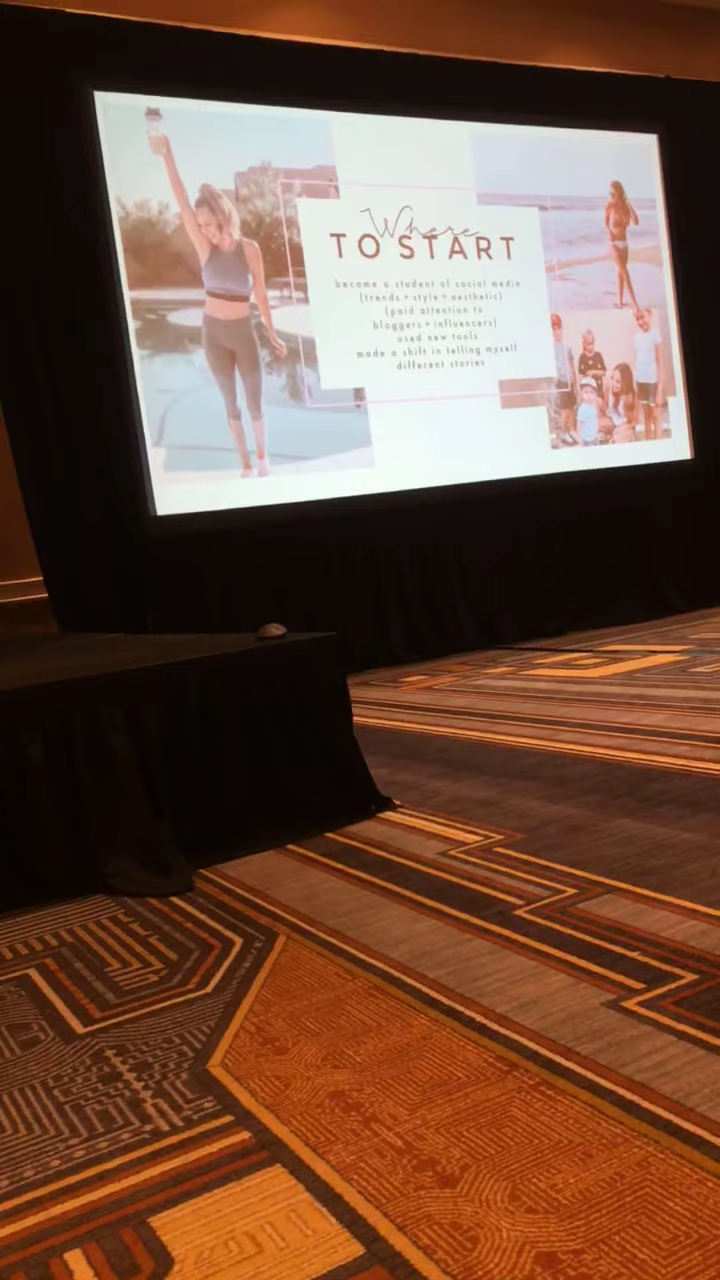 Where
TO START
become a student of social media
(trends + style + aesthetic)
(paid attention to
bloggers + influencers)
used new tools
made a shift in telling myself
different stories